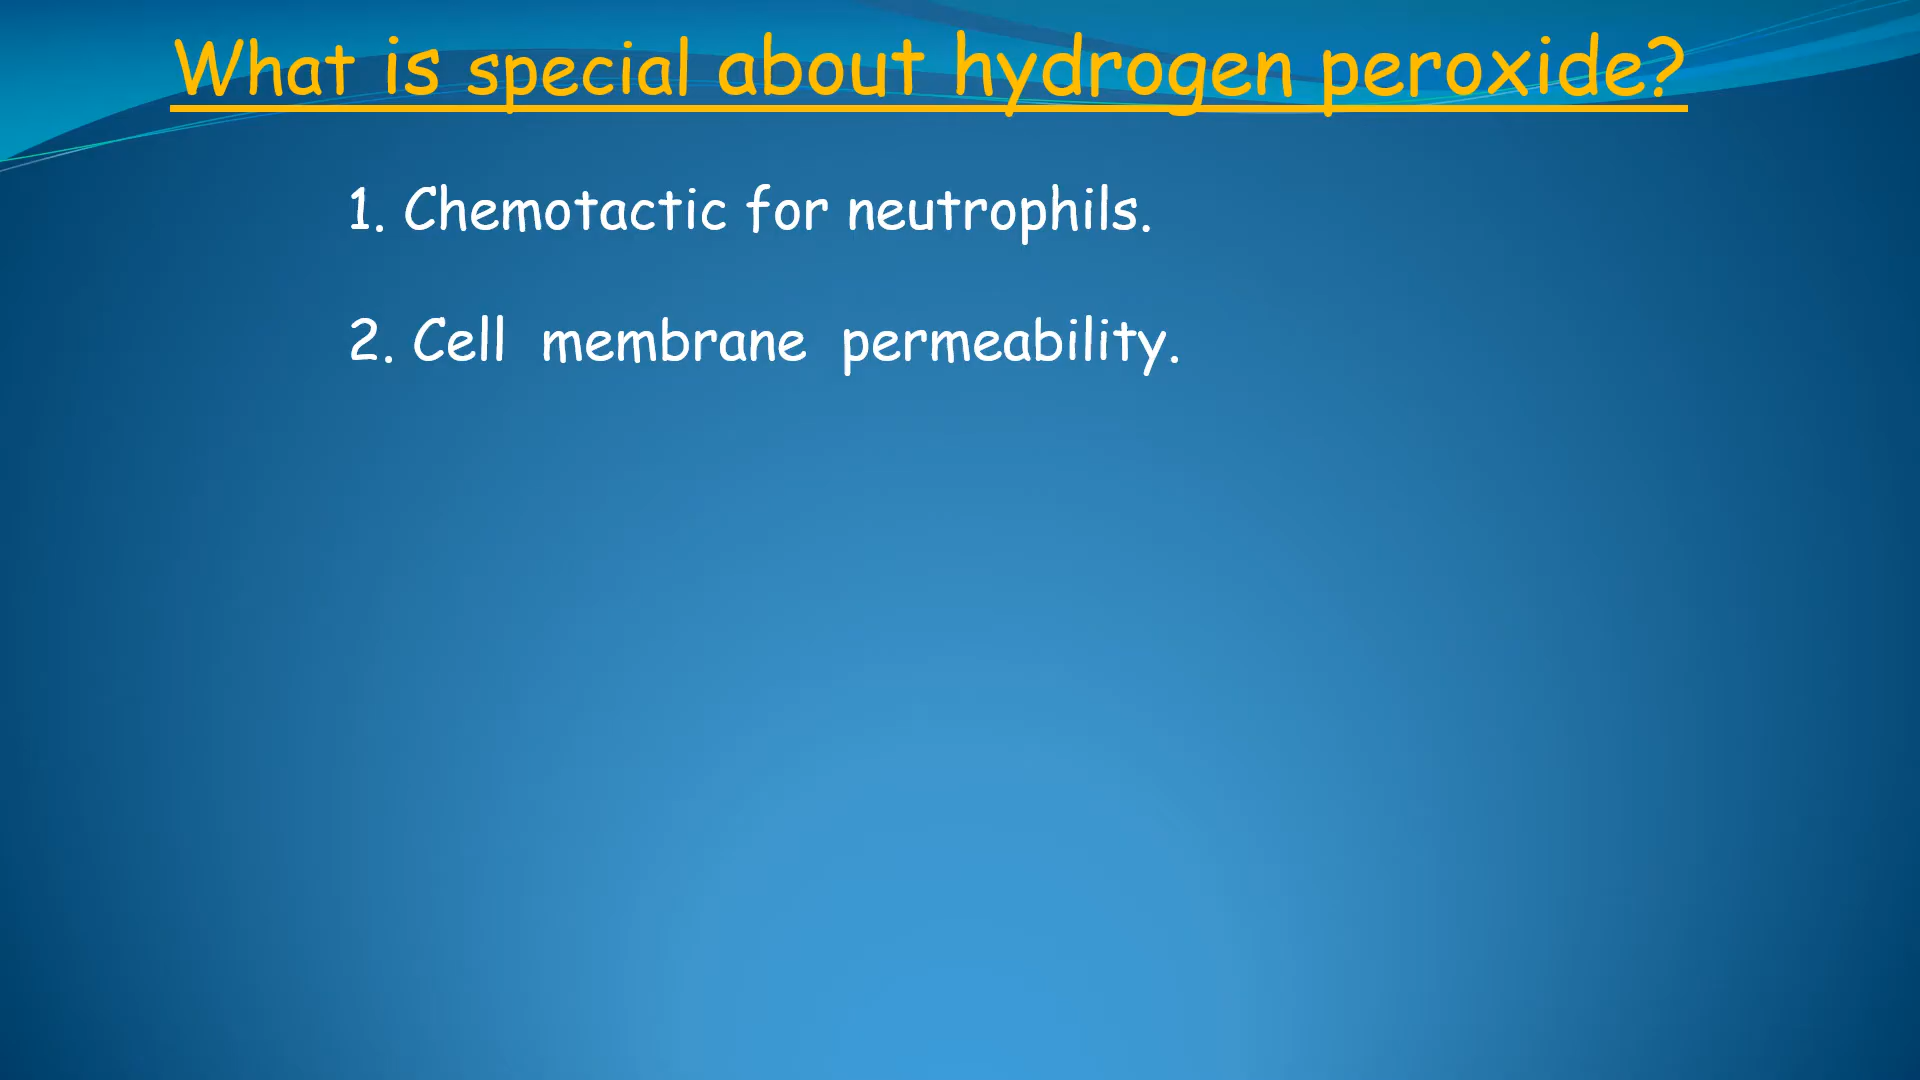 What is special about hydrogen peroxide?
1. Chemotactic for neutrophils.
2. Cell membrane permeability.